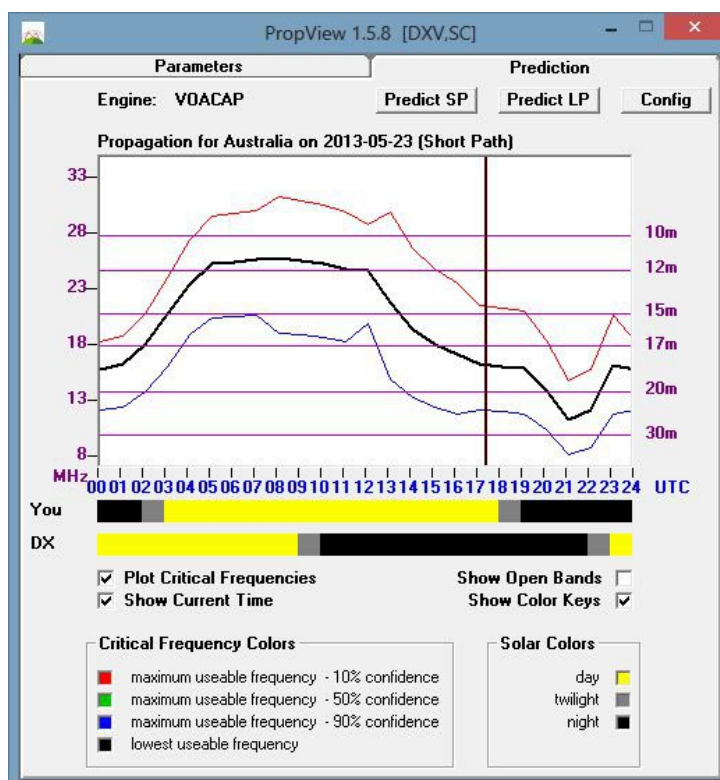 PropView 1.5.8 [DXV,SC]
Parameters Prediction
Engine: VOACAP Predict SP Predict LP Config
Propagation for Australia on 2013-05-23 (Short Path)
33
28 10m
12m
23
15m
18 17m
20m
13
30m
8
MHz
00 01 02 03 04 05 06 07 08 09 10 11 12 13 14 15 16 17 18 19 20 21 22 23 24 UTC
You
DX
Plot Critical Frequencies Show Open Bands
Show Current Time Show Color Keys
Critical Frequency Colors Solar Colors
maximum useable frequency - 10% confidence day
maximum useable frequency - 50% confidence twilight
maximum useable frequency - 90% confidence night
lowest useable frequency